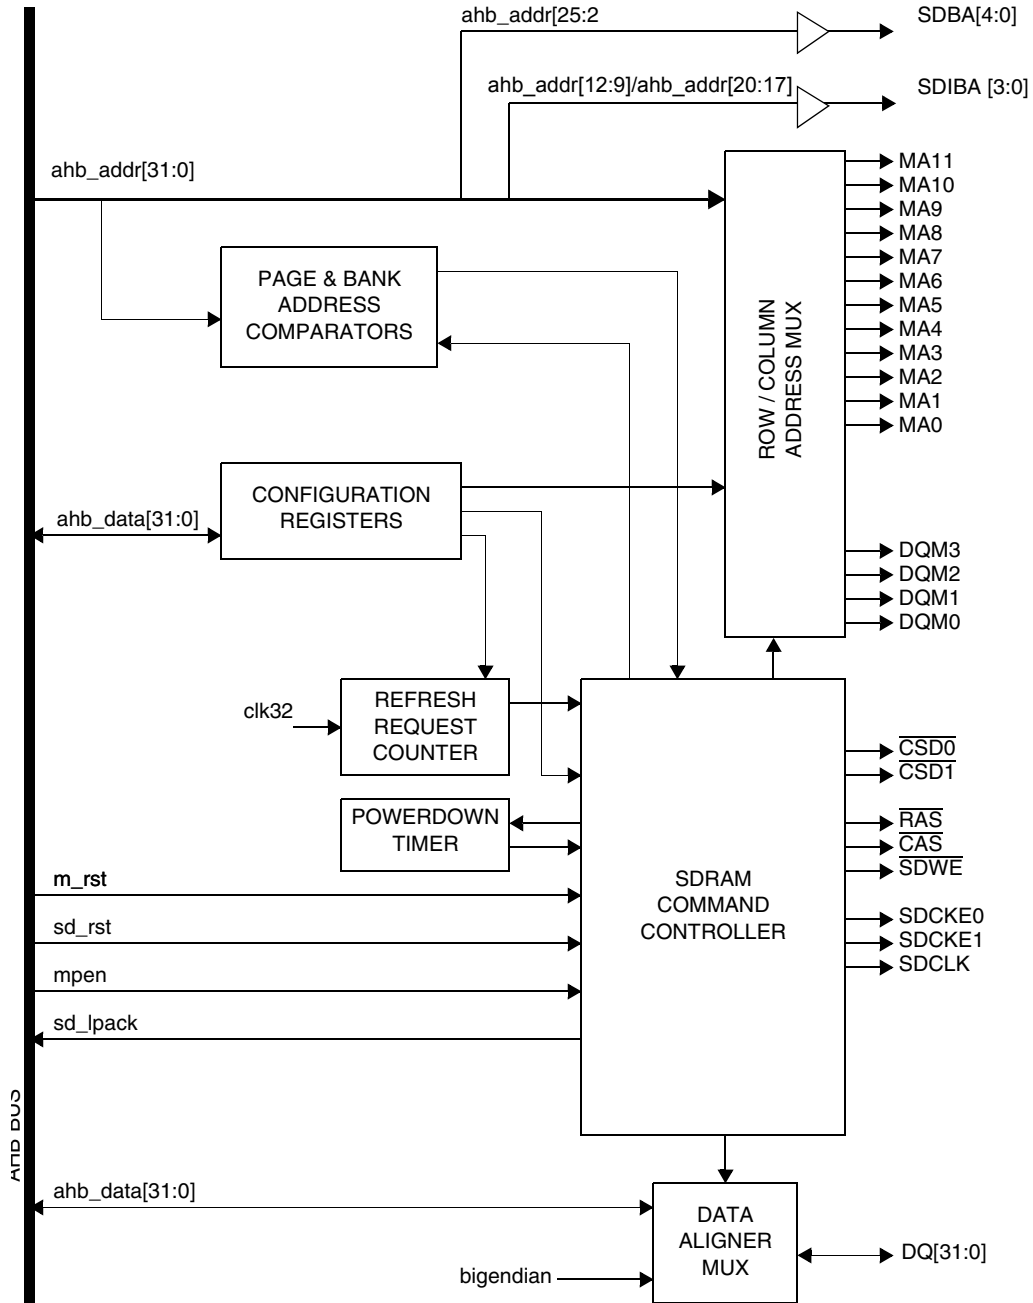 ahb_addr[25:2
SDBA[4:0]
ahb_addr[12:9]/ahb_addr[20:17]
SDIBA [3:0]
ahb_addr[31:0]
MA11
MA10
MA9
MA8
MA7
MA6
MA5
MA4
MA3
MA2
MA1
MA0
PAGE & BANK
ADDRESS
COMPARATORS
ROW / COLUMN
ADDRESS MUX
CONFIGURATION
REGISTERS
ahb_data[31:0]
DQM3
DQM2
DQM1
DQM0
clk32
REFRESH
REQUEST
COUNTER
CSD0
CSD1
POWERDOWN
TIMER
RAS
CAS
SDWE
SDRAM
COMMAND
CONTROLLER
m_rst
sd_rst
mpen
sd_lpack
SDCKE0
SDCKE1
SDCLK
AHB BUS
ahb_data[31:0]
DATA
ALIGNER
MUX
DQ[31:0]
bigendian